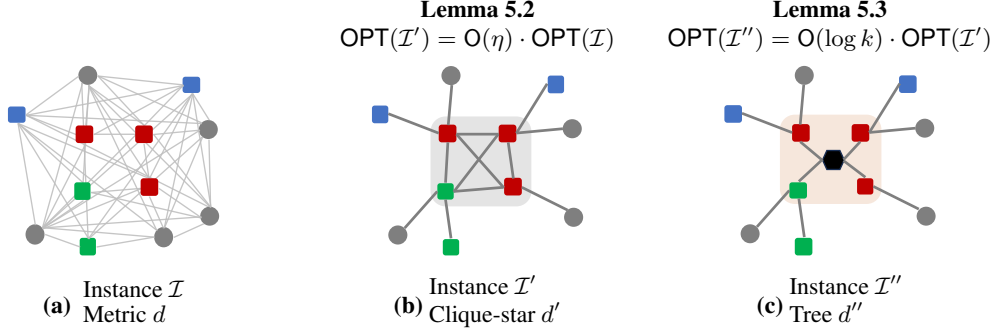 Lemma 5.2
OPT(ℐ′) = O(η) · OPT(ℐ)
Lemma 5.3
OPT(ℐ″) = O(log k) · OPT(ℐ′)
(a) Instance ℐ
Metric d
(b) Instance ℐ′
Clique-star d′
(c) Instance ℐ″
Tree d″